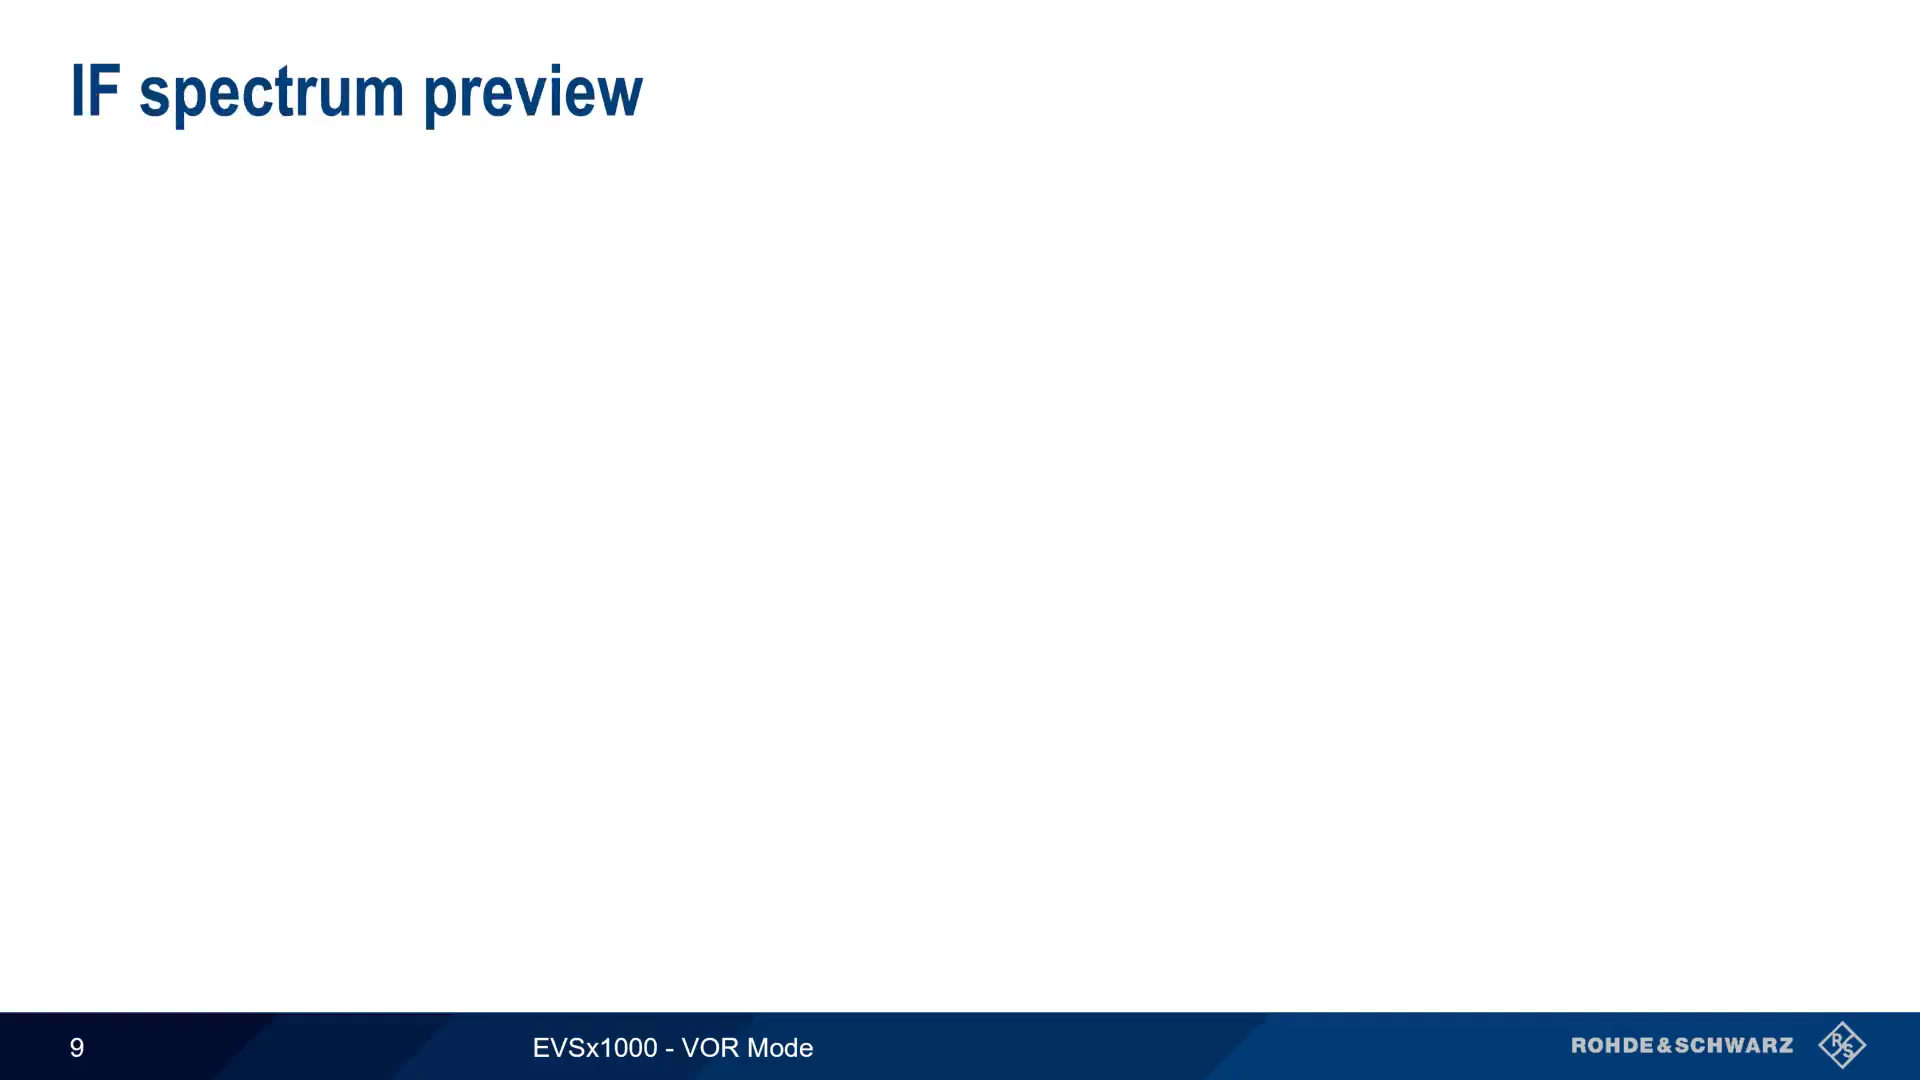 IF spectrum preview
9
EVSx1000 - VOR Mode
ROHDE&SCHWARZ
R
S